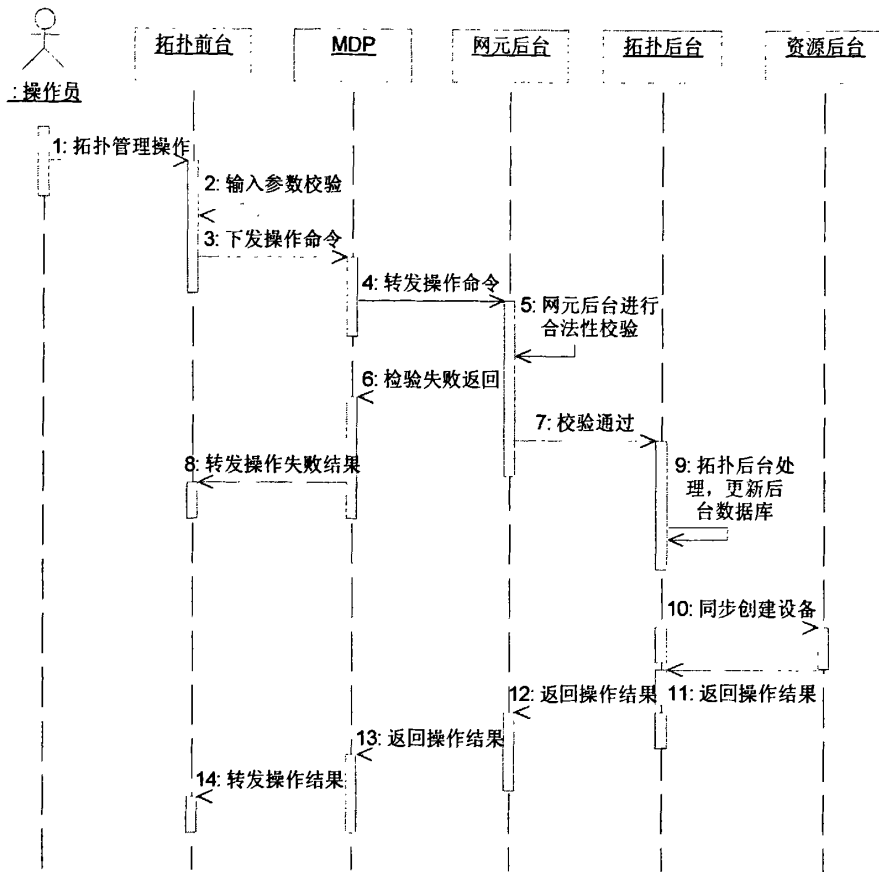 拓扑前台
MDP
网元后台
拓扑后台
资源后台
: 操作员
1: 拓扑管理操作
2: 输入参数校验
3: 下发操作命令
4: 转发操作命令
5: 网元后台进行
合法性校验
6: 检验失败返回
7: 校验通过
8: 转发操作失败结果
9: 拓扑后台处
理，更新后
台数据库
10: 同步创建设备
11: 返回操作结果
12: 返回操作结果
13: 返回操作结果
14: 转发操作结果